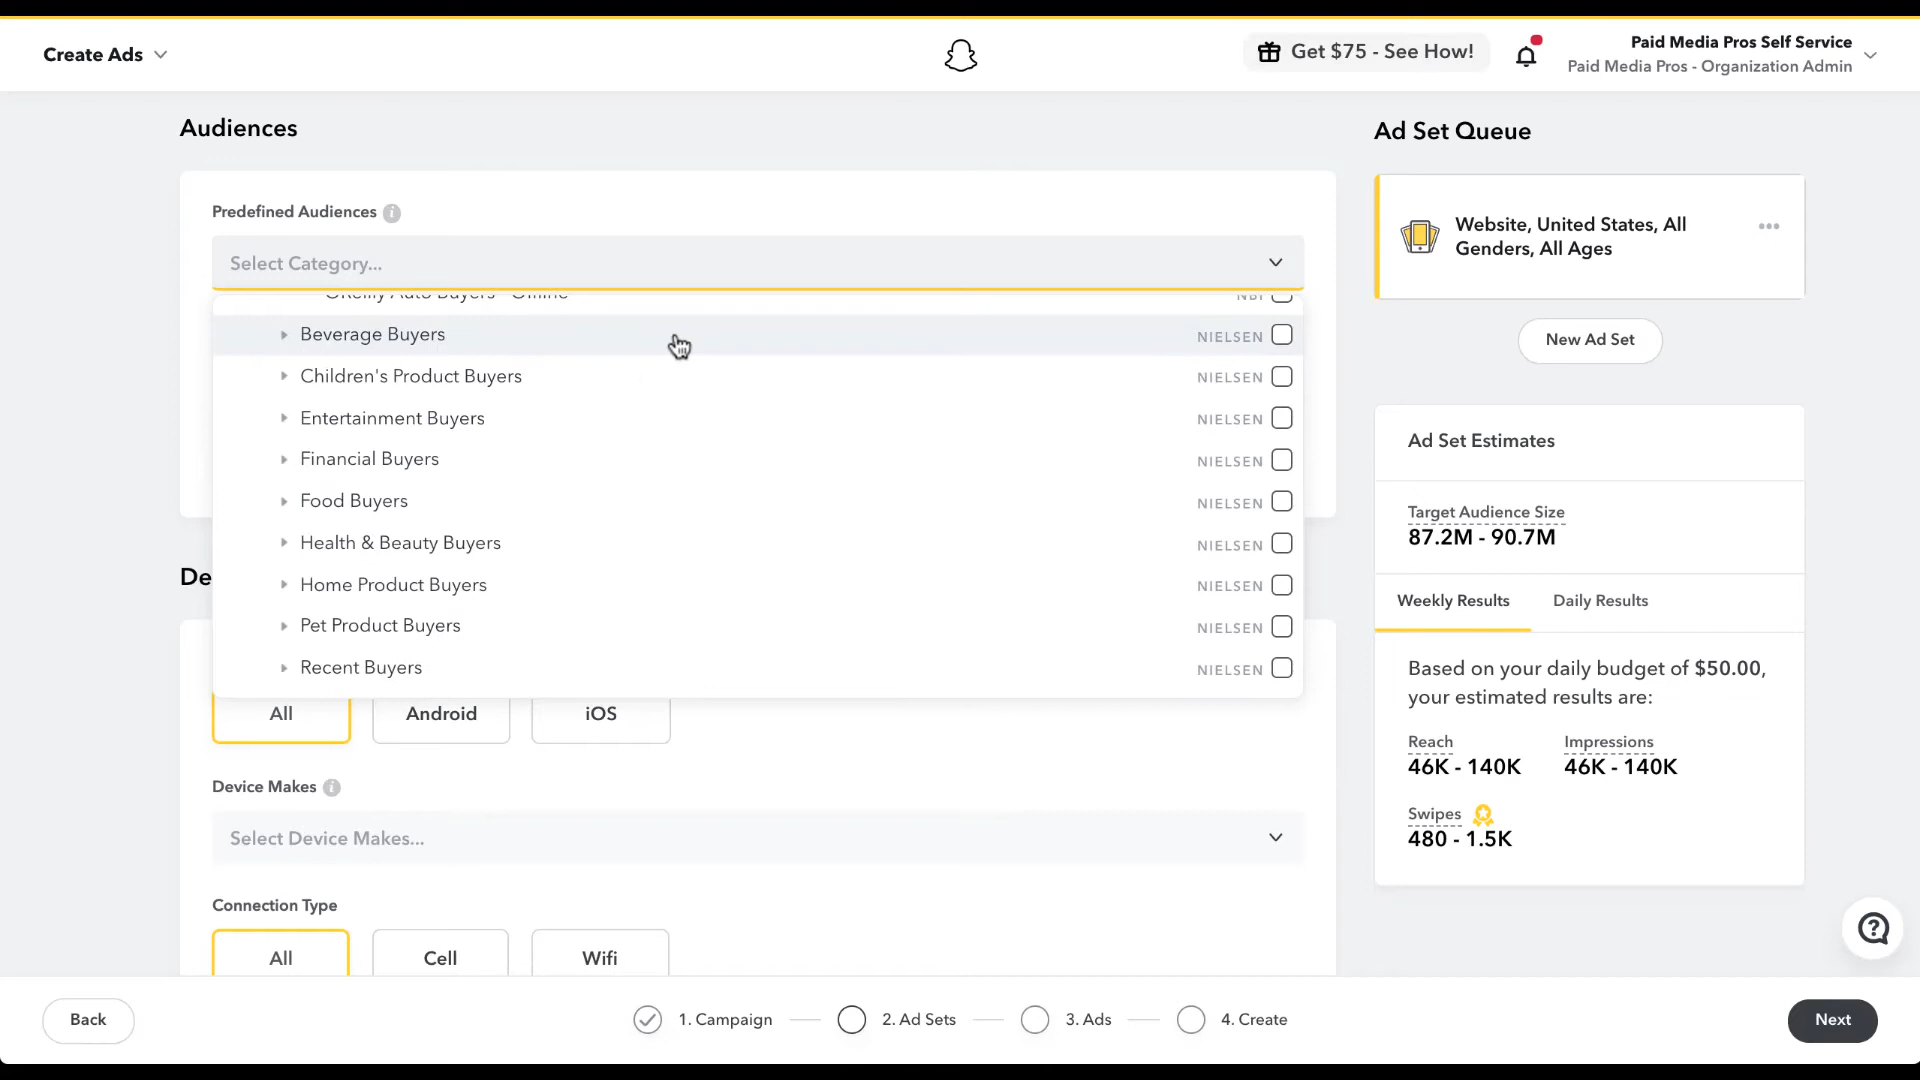 Create Ads
Get $75 - See How!
Paid Media Pros Self Service
Paid Media Pros - Organization Admin
Audiences
Predefined Audiences
Select Category...
OReilly Auto Buyers - Offline
Beverage Buyers NIELSEN
Children's Product Buyers NIELSEN
Entertainment Buyers NIELSEN
Financial Buyers NIELSEN
Food Buyers NIELSEN
Health & Beauty Buyers NIELSEN
Home Product Buyers NIELSEN
Pet Product Buyers NIELSEN
Recent Buyers NIELSEN
De
All Android iOS
Device Makes
Select Device Makes...
Connection Type
All Cell Wifi
Ad Set Queue
Website, United States, All
Genders, All Ages
New Ad Set
Ad Set Estimates
Target Audience Size
87.2M - 90.7M
Weekly Results Daily Results
Based on your daily budget of $50.00,
your estimated results are:
Reach Impressions
46K - 140K 46K - 140K
Swipes
480 - 1.5K
Back
1. Campaign 2. Ad Sets 3. Ads 4. Create
Next